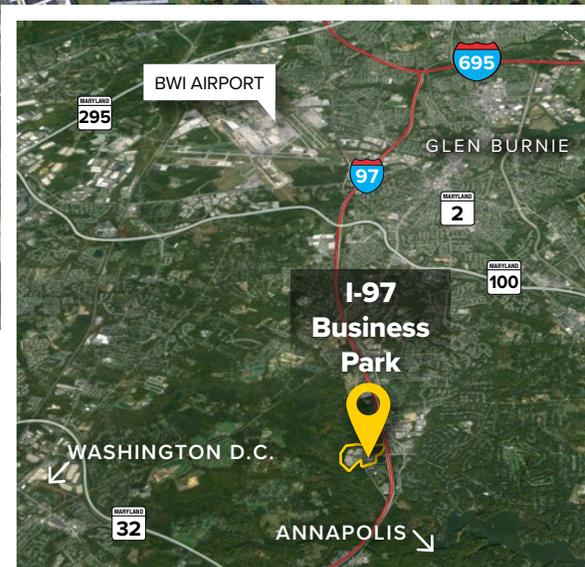 695
BWI AIRPORT
MARYLAND
295
GLEN BURNIE
97
MARYLAND
2
MARYLAND
100
I-97
Business
Park
WASHINGTON D.C.
MARYLAND
32
ANNAPOLIS